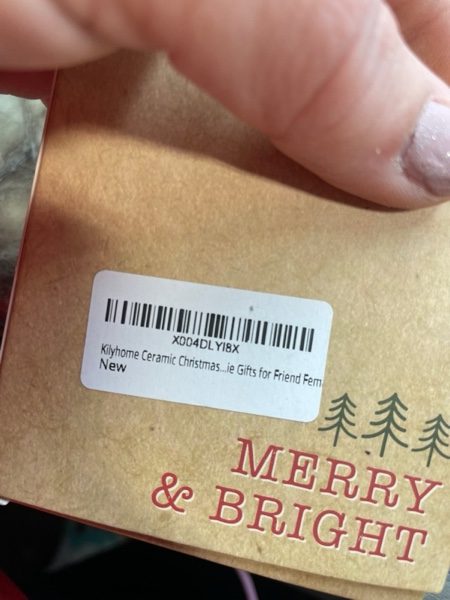 X004DLYI8X
Kilyhome Ceramic Christmas...ie Gifts for Friend Fem
New
MERRY
& BRIGHT